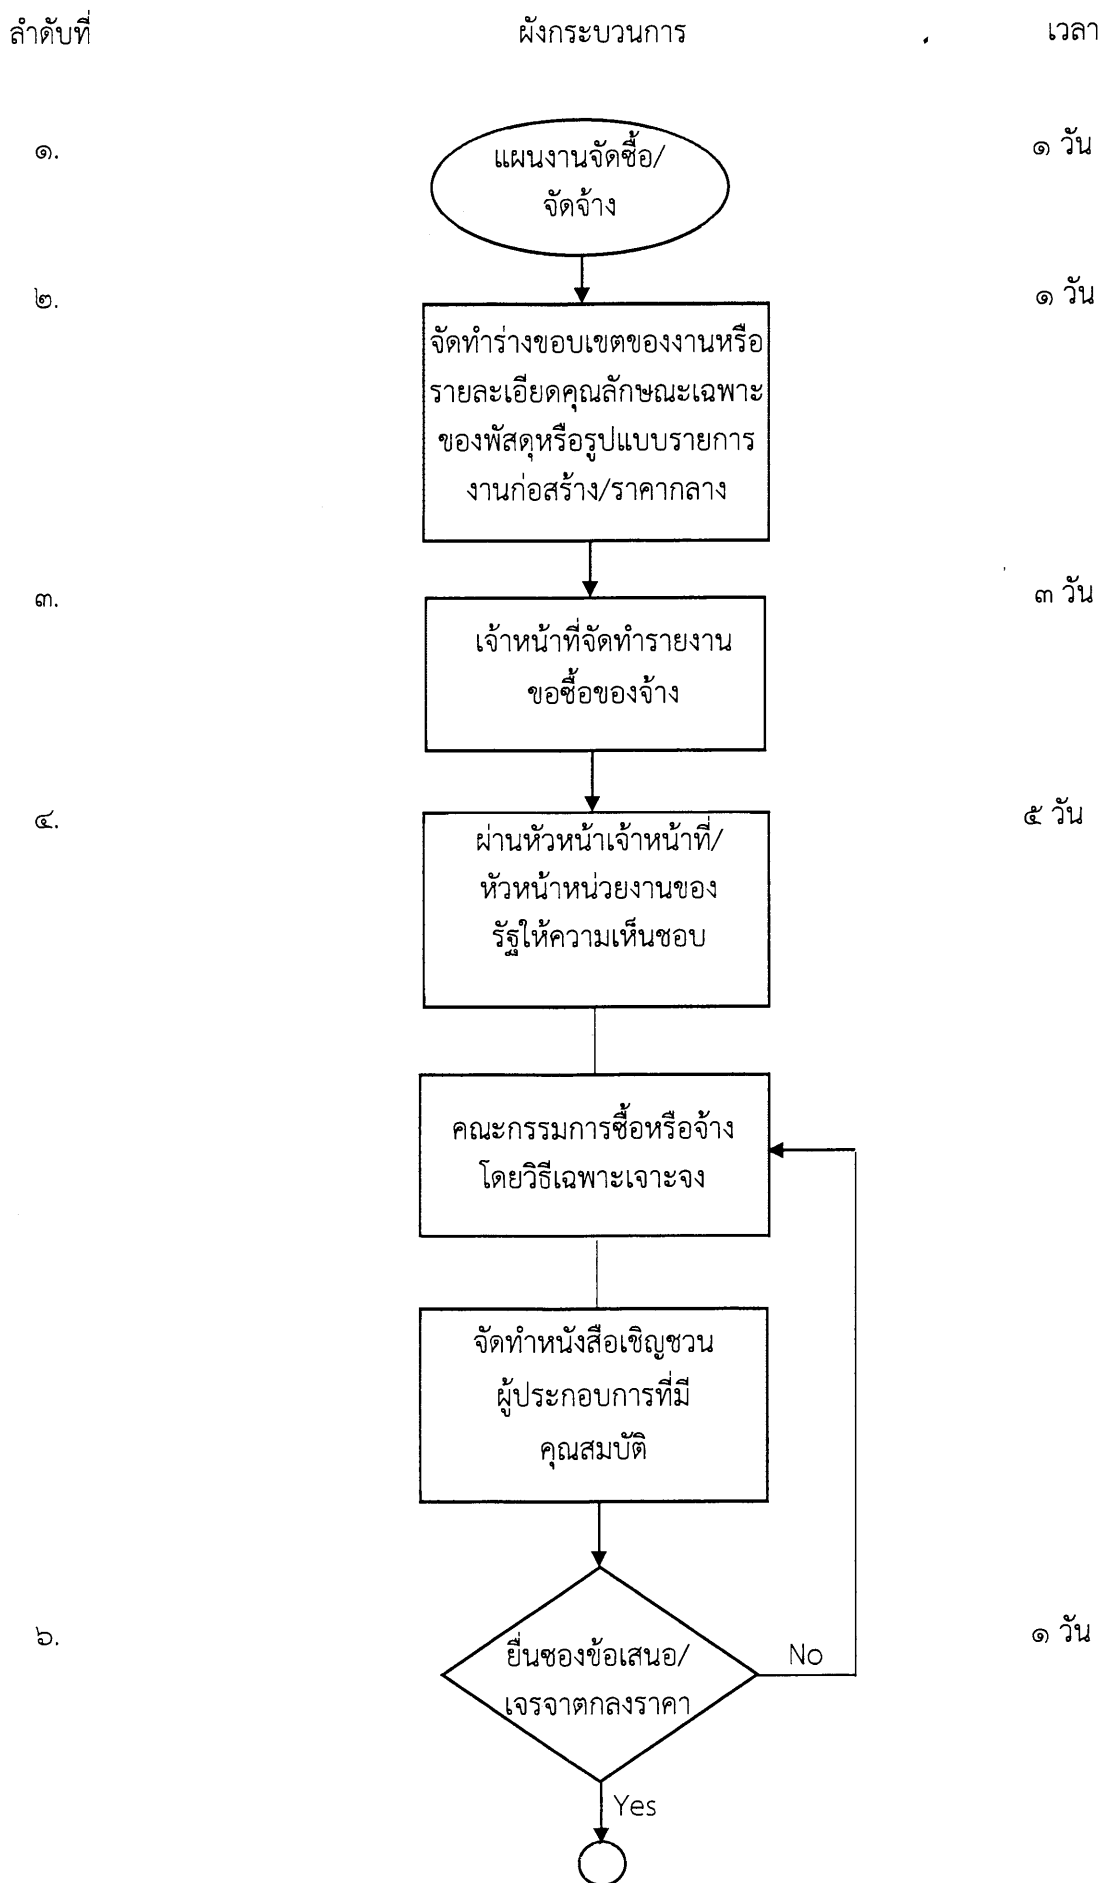 ลำดับที่ ผังกระบวนการ เวลา
๑. แผนงานจัดซื้อ/ ๑ วัน
จัดจ้าง
๒. ๑ วัน
จัดทำร่างขอบเขตของงานหรือ
รายละเอียดคุณลักษณะเฉพาะ
ของพัสดุหรือรูปแบบรายการ
งานก่อสร้าง/ราคากลาง
๓. ๓ วัน
เจ้าหน้าที่จัดทำรายงาน
ขอซื้อของจ้าง
๔. ๕ วัน
ผ่านหัวหน้าเจ้าหน้าที่/
หัวหน้าหน่วยงานของ
รัฐให้ความเห็นชอบ
คณะกรรมการซื้อหรือจ้าง
โดยวิธีเฉพาะเจาะจง
จัดทำหนังสือเชิญชวน
ผู้ประกอบการที่มี
คุณสมบัติ
๖. ๑ วัน
ยื่นซองข้อเสนอ/ No
เจรจาตกลงราคา
Yes